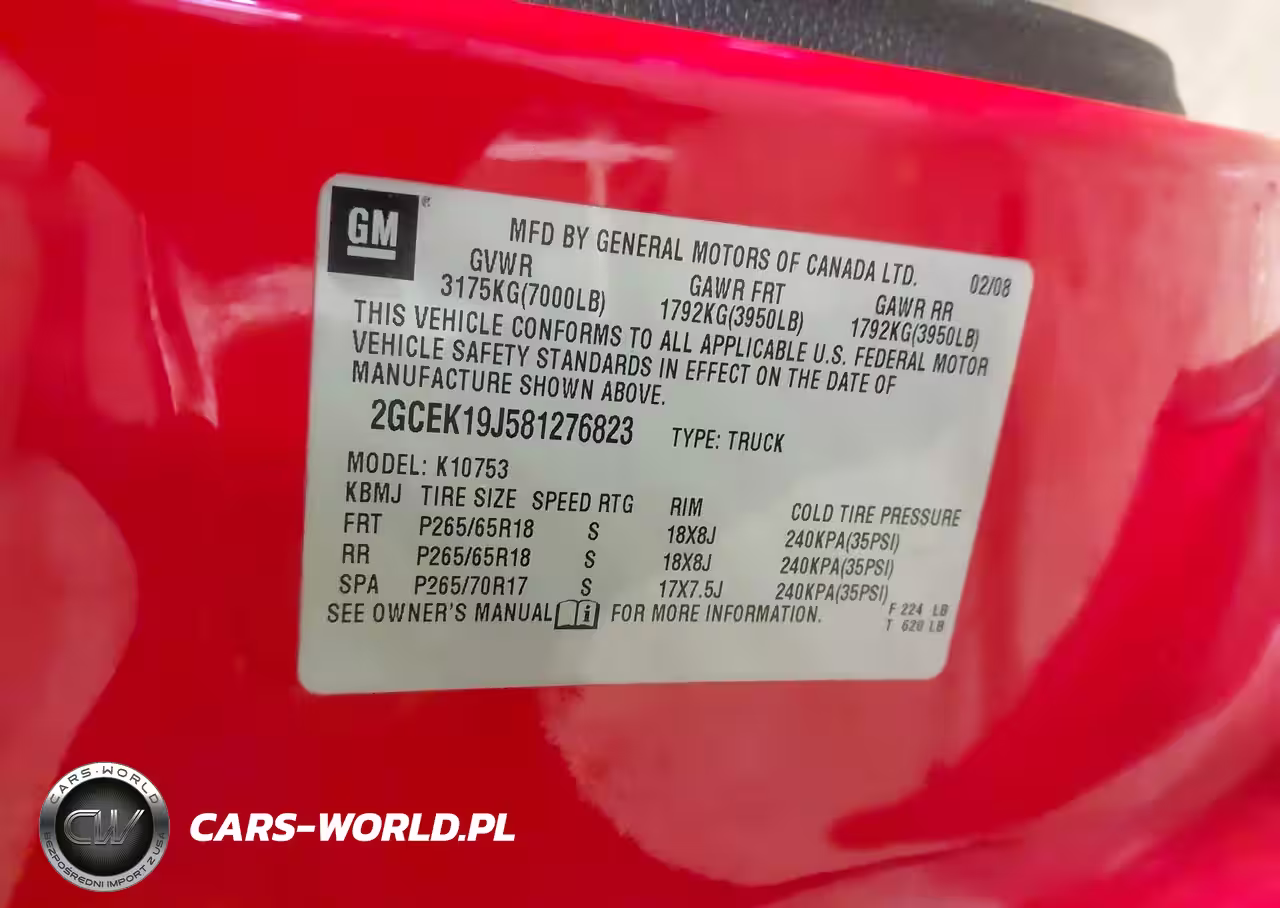 GM®
MFD BY GENERAL MOTORS OF CANADA LTD.
02/08
GVWR GAWR FRT GAWR RR
3175KG(7000LB) 1792KG(3950LB) 1792KG(3950LB)
THIS VEHICLE CONFORMS TO ALL APPLICABLE U.S. FEDERAL MOTOR
VEHICLE SAFETY STANDARDS IN EFFECT ON THE DATE OF
MANUFACTURE SHOWN ABOVE.
2GCEK19J581276823 TYPE: TRUCK
MODEL: K10753
KBMJ TIRE SIZE SPEED RTG RIM COLD TIRE PRESSURE
FRT P265/65R18 S 18X8J 240KPA(35PSI)
RR P265/65R18 S 18X8J 240KPA(35PSI)
SPA P265/70R17 S 17X7.5J 240KPA(35PSI)
SEE OWNER'S MANUAL i FOR MORE INFORMATION.
F 224 LB
T 620 LB
CARS-WORLD
CW
BEZPOŚREDNI IMPORT Z USA
CARS-WORLD.PL